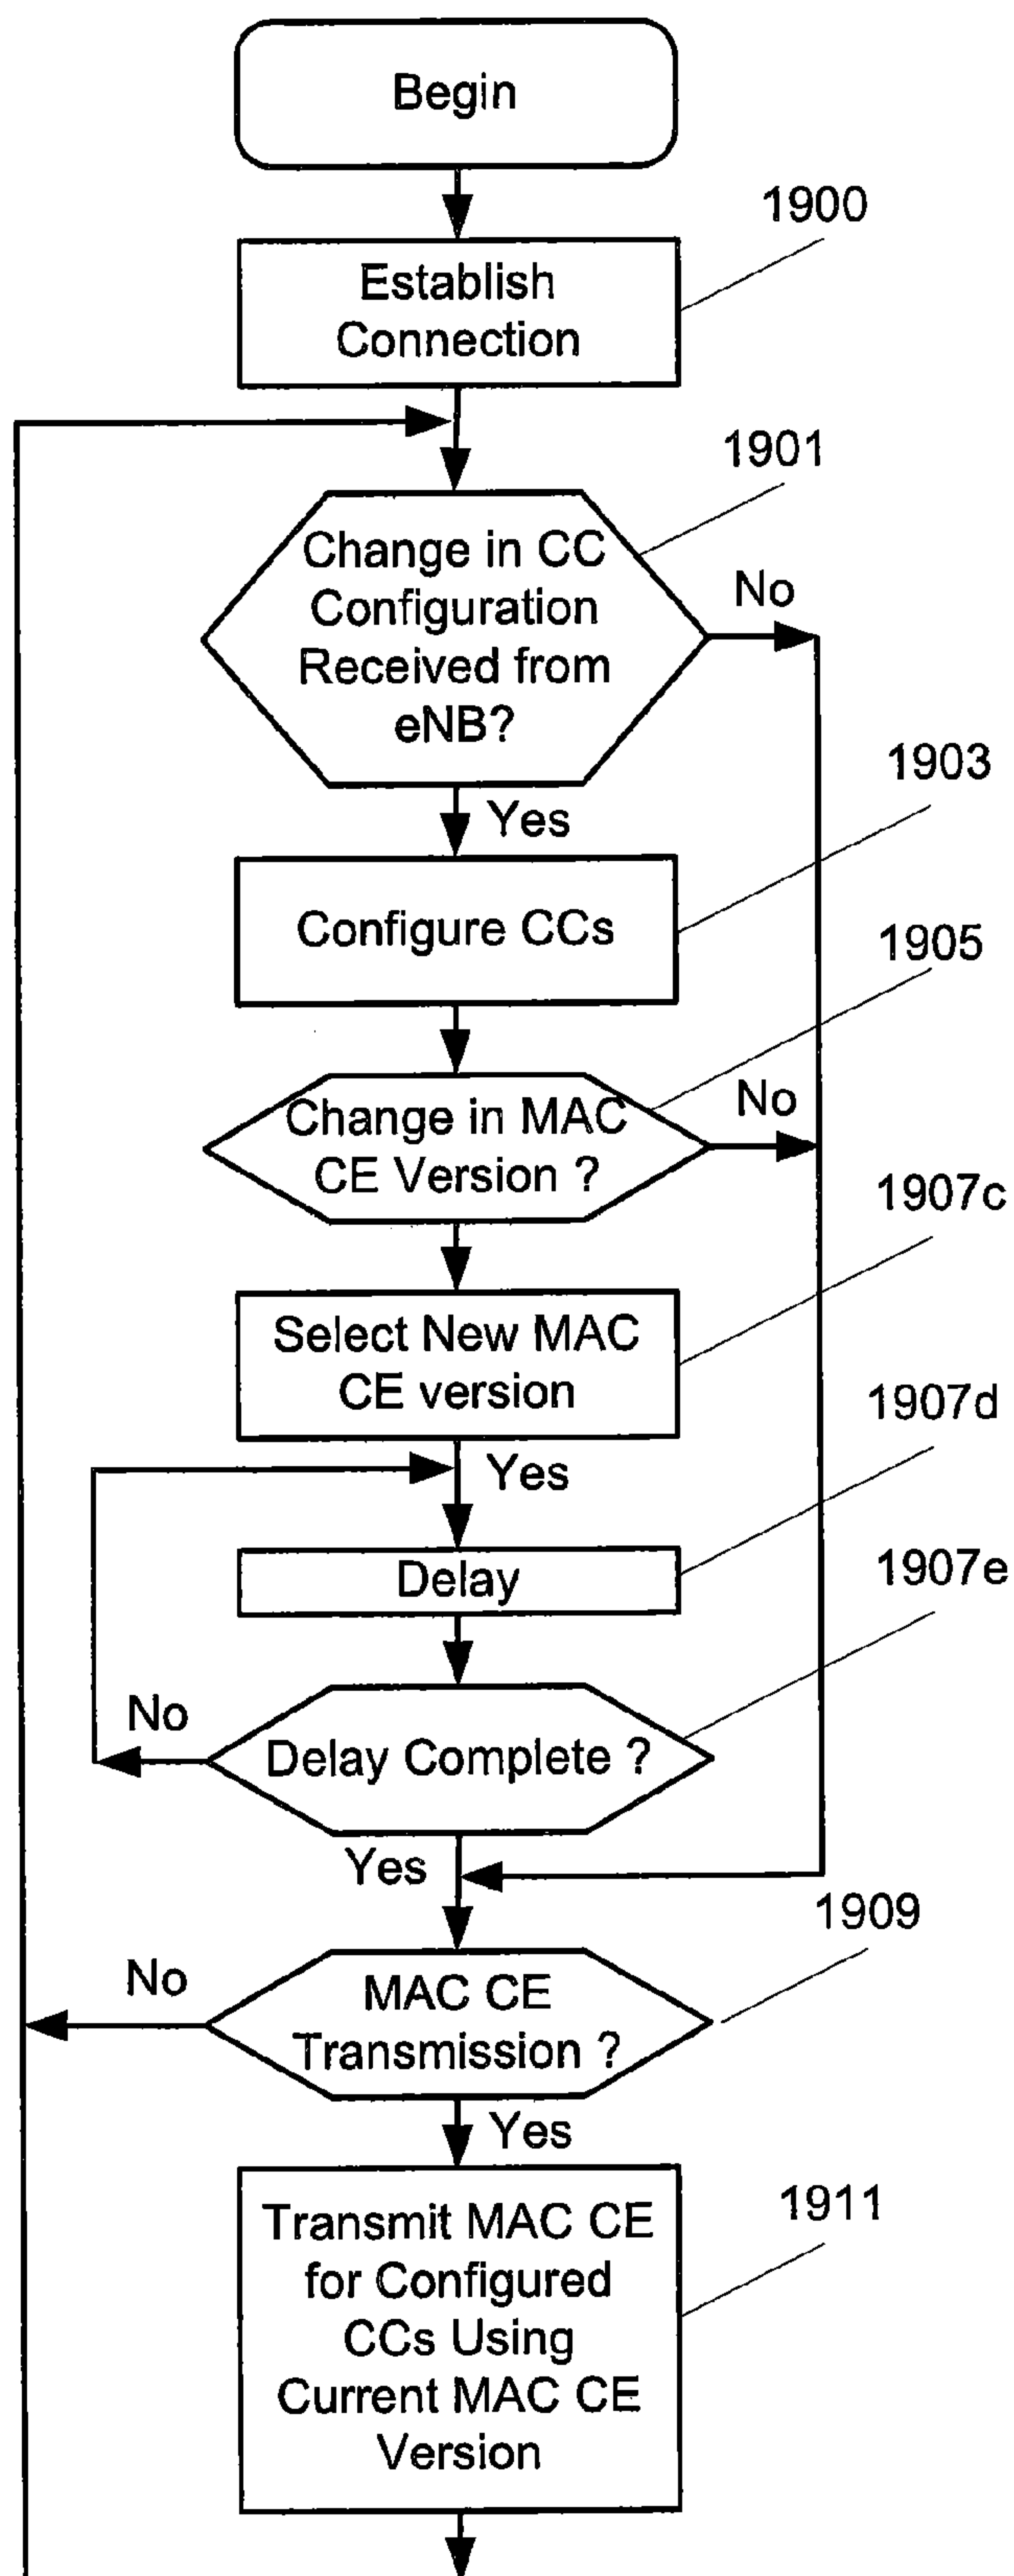 Begin
1900
Establish
Connection
1901
Change in CC
Configuration
Received from
eNB?
No
Yes
1903
Configure CCs
1905
Change in MAC
CE Version ?
No
1907c
Select New MAC
CE version
Yes
1907d
Delay
1907e
Delay Complete ?
No
Yes
1909
MAC CE
Transmission ?
No
Yes
1911
Transmit MAC CE
for Configured
CCs Using
Current MAC CE
Version